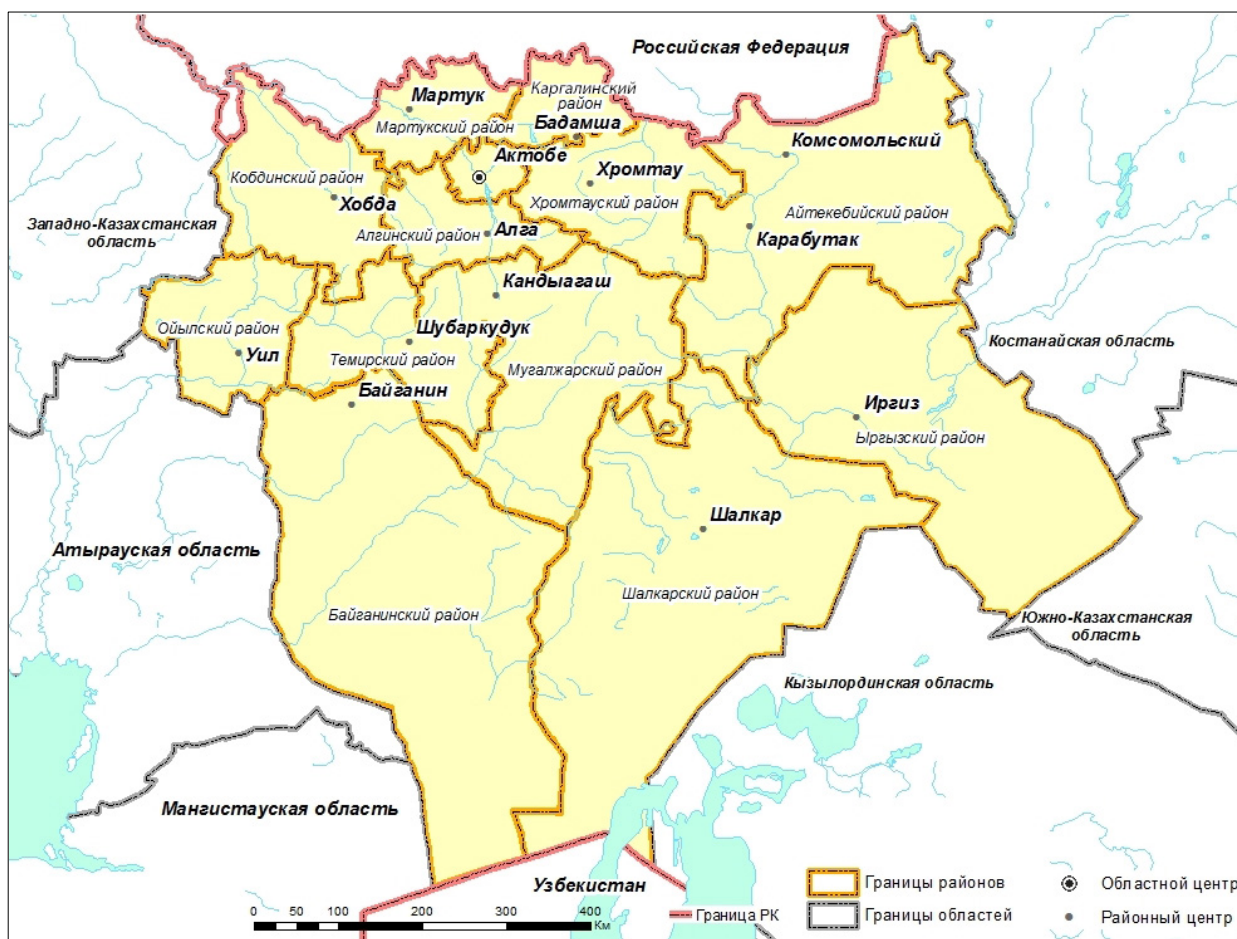 Российская Федерация
Каргалинский
район
Мартук
Мартукский район
Бадамша
Комсомольский
Актобе
Хромтау
Кобдинский район
Хобда
Хромтауский район
Айтекебийский район
Западно-Казахстанская
область
Алгинский район
Алга
Карабутак
Кандыагаш
Ойылский район
Уил
Шубаркудук
Темирский район
Мугалжарский район
Костанайская область
Байганин
Иргиз
Ыргызский район
Шалкар
Атырауская область
Байганинский район
Шалкарский район
Южно-Казахстанская
область
Кызылординская область
Мангистауская область
Узбекистан
0 50 100 200 300 400
Км
Граница РК
Границы районов
Границы областей
Областной центр
Районный центр